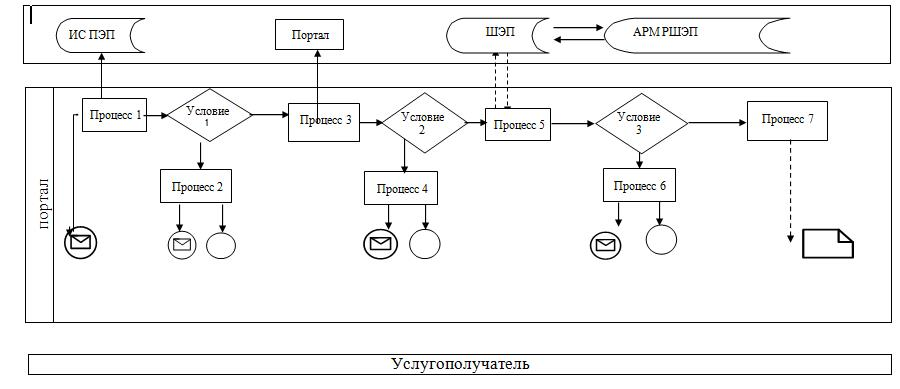 ИС ПЭП
Портал
ШЭП
АРМ РШЭП
Процесс 1
Условие
1
Процесс 3
Условие
2
Процесс 5
Условие
3
Процесс 7
Процесс 2
Процесс 4
Процесс 6
портал
Услугополучатель